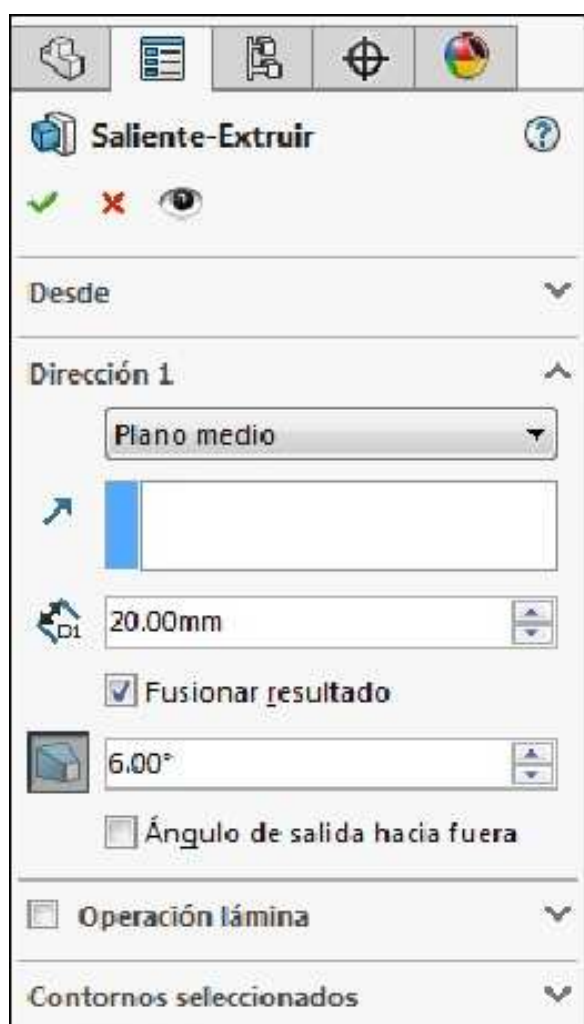 Saliente-Extruir
Desde
Dirección 1
Plano medio
D1
20.00mm
Fusionar resultado
6.00°
Ángulo de salida hacia fuera
Operación lámina
Contornos seleccionados